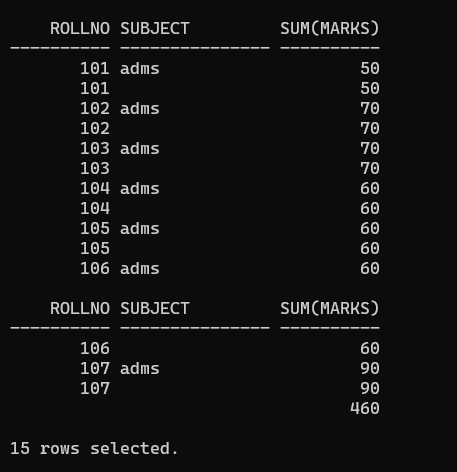 ROLLNO SUBJECT         SUM(MARKS)
---------- --------------- ----------
       101 adms                    50
       101                         50
       102 adms                    70
       102                         70
       103 adms                    70
       103                         70
       104 adms                    60
       104                         60
       105 adms                    60
       105                         60
       106 adms                    60

    ROLLNO SUBJECT         SUM(MARKS)
---------- --------------- ----------
       106                         60
       107 adms                    90
       107                         90
                                  460

15 rows selected.